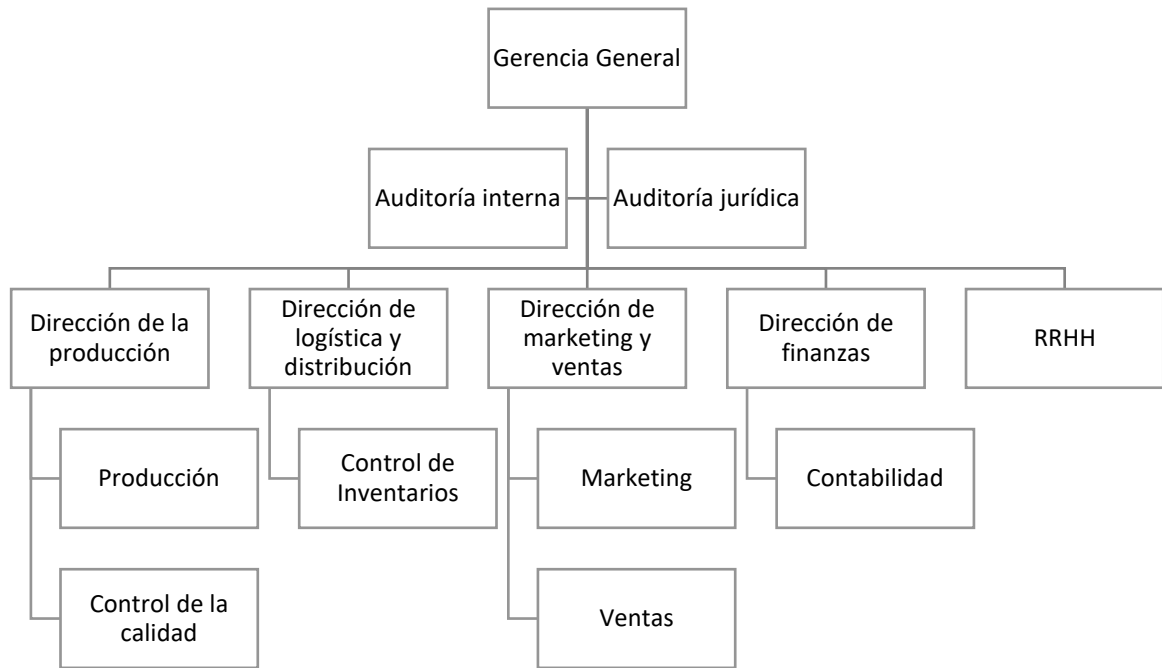 Gerencia General
Auditoría interna
Auditoría jurídica
Dirección de la
producción
Dirección de
logística y
distribución
Dirección de
marketing y
ventas
Dirección de
finanzas
RRHH
Producción
Control de
Inventarios
Marketing
Contabilidad
Control de la
calidad
Ventas